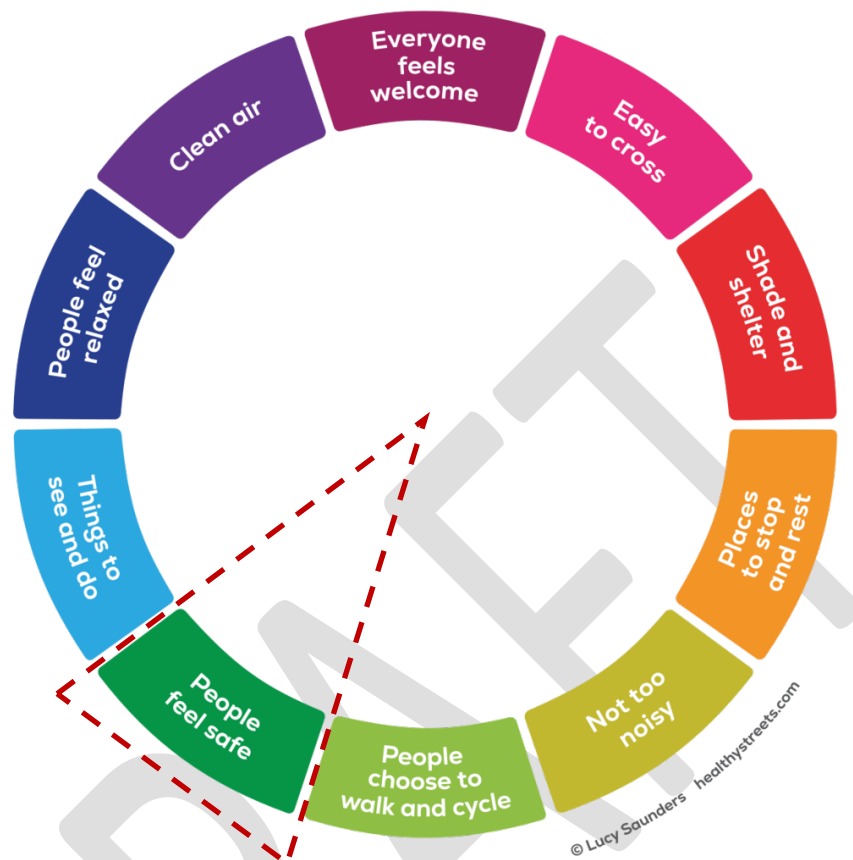 Everyone
feels
welcome
Easy
to cross
Shade and
shelter
Places
to stop
and rest
Not too
noisy
People
choose to
walk and cycle
People
feel safe
Things to
see and do
People feel
relaxed
Clean air
© Lucy Saunders healthystreets.com